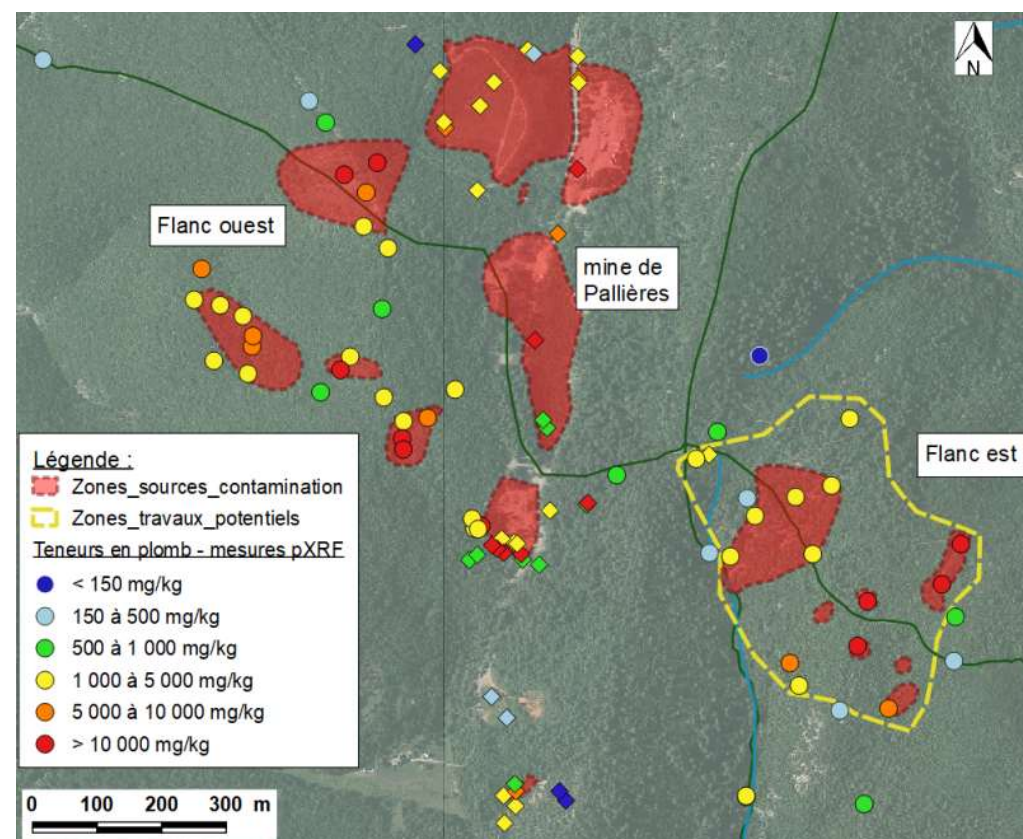 N
Flanc ouest
mine de
Pallières
Flanc est
Légende :
Zones_sources_contamination
Zones_travaux_potentiels
Teneurs en plomb - mesures pXRF
< 150 mg/kg
150 à 500 mg/kg
500 à 1 000 mg/kg
1 000 à 5 000 mg/kg
5 000 à 10 000 mg/kg
> 10 000 mg/kg
0 100 200 300 m